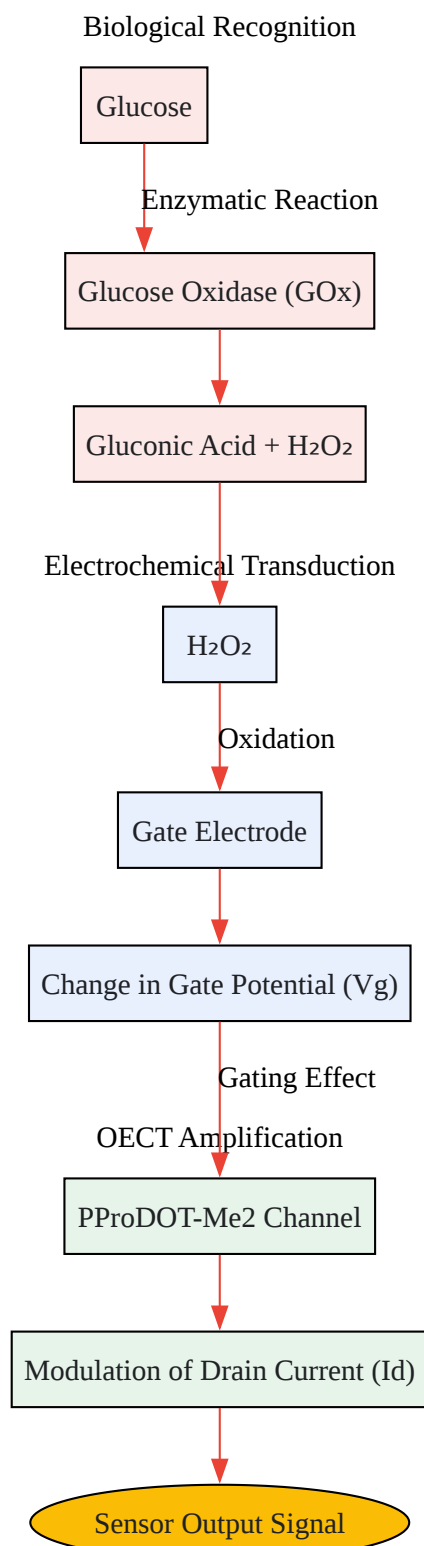 Biological Recognition
Glucose
Enzymatic Reaction
Glucose Oxidase (GOx)
Gluconic Acid + H₂O₂
Electrochemical Transduction
H₂O₂
Oxidation
Gate Electrode
Change in Gate Potential (Vg)
Gating Effect
OECT Amplification
PProDOT-Me2 Channel
Modulation of Drain Current (Id)
Sensor Output Signal